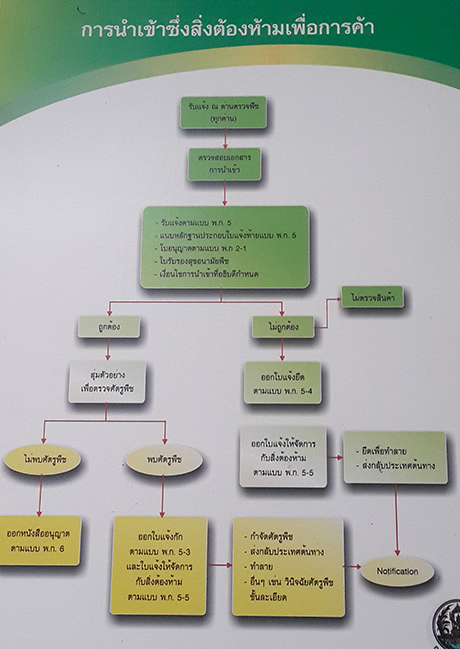 การนำเข้าซึ่งสิ่งต้องห้ามเพื่อการค้า
รับแจ้ง ณ ด่านตรวจพืช
(ทุกด่าน)
ตรวจสอบเอกสาร
การนำเข้า
- รับแจ้งตามแบบ พ.ก. 5
- แนบหลักฐานประกอบใบแจ้งท้ายแบบ พ.ก. 5
- ใบอนุญาตตามแบบ พ.ก 2-1
- ใบรับรองสุขอนามัยพืช
- เงื่อนไขการนำเข้าที่อธิบดีกำหนด
ถูกต้อง
ไม่ถูกต้อง
ไม่ตรวจสินค้า
สุ่มตัวอย่าง
เพื่อตรวจศัตรูพืช
ออกใบแจ้งยึด
ตามแบบ พ.ก. 5-4
ไม่พบศัตรูพืช
พบศัตรูพืช
ออกใบแจ้งให้จัดการ
กับสิ่งต้องห้าม
ตามแบบ พ.ก. 5-5
- ยึดเพื่อทำลาย
- ส่งกลับประเทศต้นทาง
ออกหนังสืออนุญาต
ตามแบบ พ.ก. 6
ออกใบแจ้งกัก
ตามแบบ พ.ก. 5-3
และใบแจ้งให้จัดการ
กับสิ่งต้องห้าม
ตามแบบ พ.ก. 5-5
- กำจัดศัตรูพืช
- ส่งกลับประเทศต้นทาง
- ทำลาย
- อื่นๆ เช่น วินิจฉัยศัตรูพืช
ขั้นละเอียด
Notification